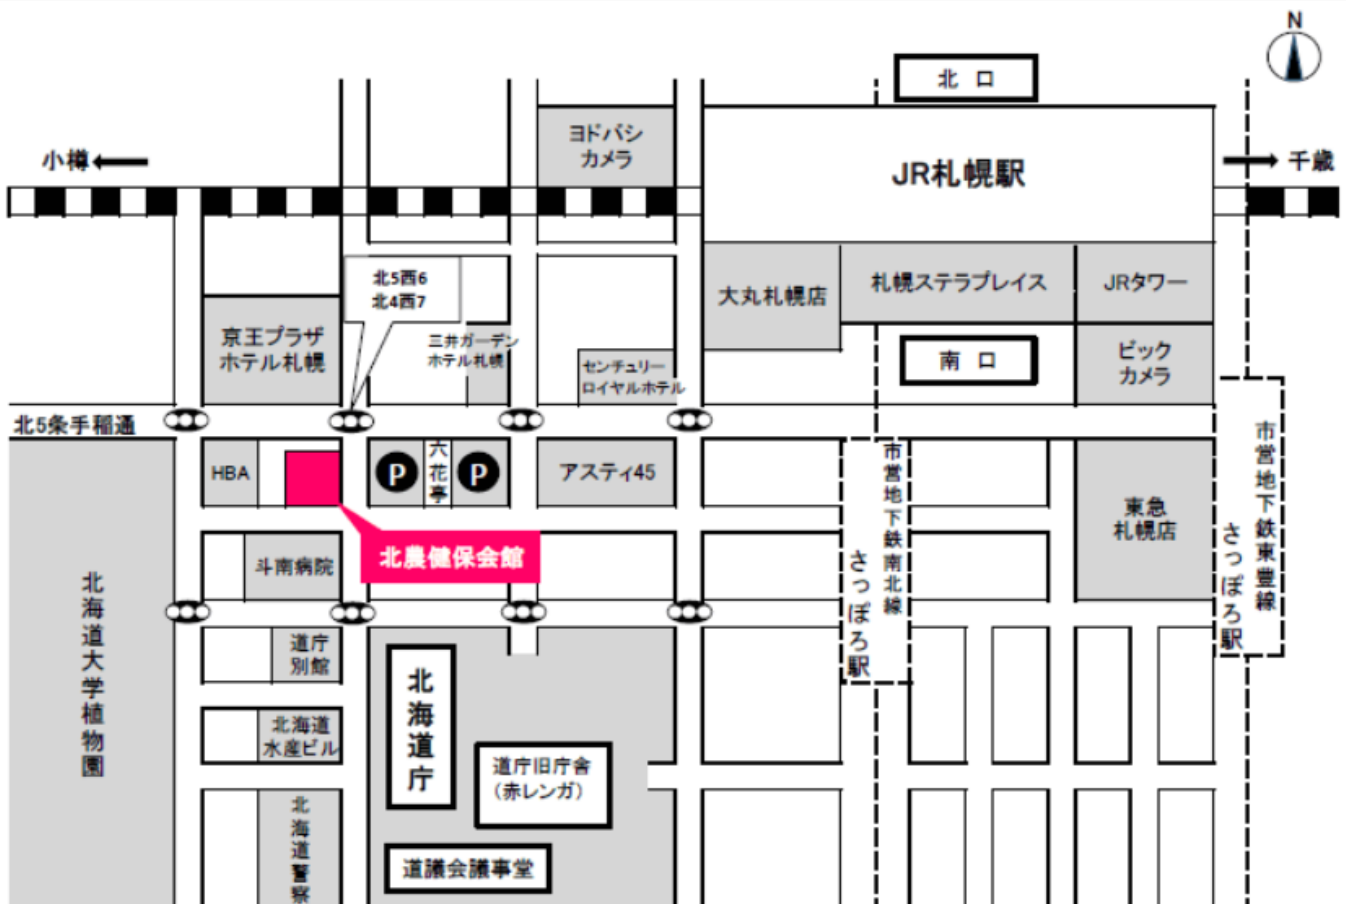 N
北 口
ヨドバシ
カメラ
小樽
JR札幌駅
千歳
北5西6
北4西7
大丸札幌店
札幌ステラプレイス
JRタワー
京王プラザ
ホテル札幌
三井ガーデン
ホテル札幌
センチュリー
ロイヤルホテル
南 口
ビック
カメラ
北5条手稲通
HBA
P
六花亭
P
アスティ45
市営地下鉄南北線
さっぽろ駅
東急
札幌店
市営地下鉄東豊線
さっぽろ駅
北農健保会館
斗南病院
北海道大学植物園
道庁
別館
北海道庁
北海道
水産ビル
道庁旧庁舎
(赤レンガ)
北海道警察
道議会議事堂